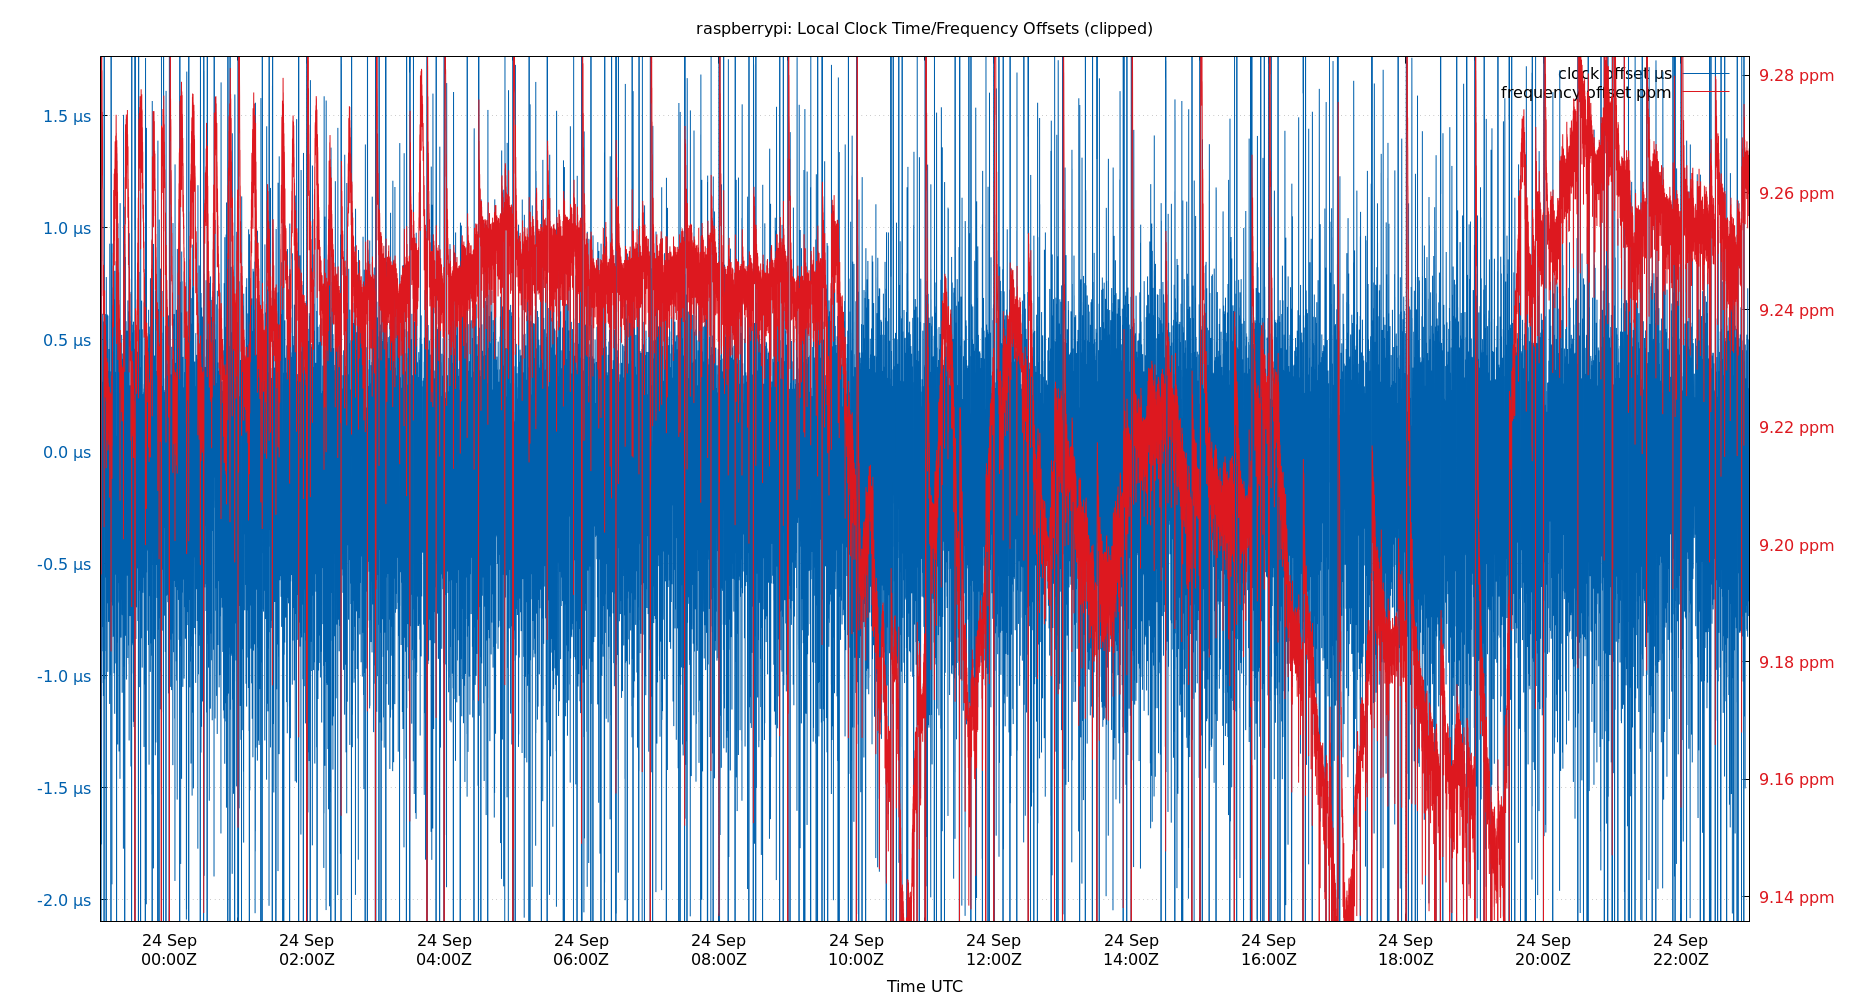 raspberrypi: Local Clock Time/Frequency Offsets (clipped)
clock offset µs
frequency offset ppm
1.5 µs
1.0 µs
0.5 µs
0.0 µs
-0.5 µs
-1.0 µs
-1.5 µs
-2.0 µs
9.28 ppm
9.26 ppm
9.24 ppm
9.22 ppm
9.20 ppm
9.18 ppm
9.16 ppm
9.14 ppm
24 Sep 24 Sep 24 Sep 24 Sep 24 Sep 24 Sep 24 Sep 24 Sep 24 Sep 24 Sep 24 Sep 24 Sep
00:00Z 02:00Z 04:00Z 06:00Z 08:00Z 10:00Z 12:00Z 14:00Z 16:00Z 18:00Z 20:00Z 22:00Z
Time UTC